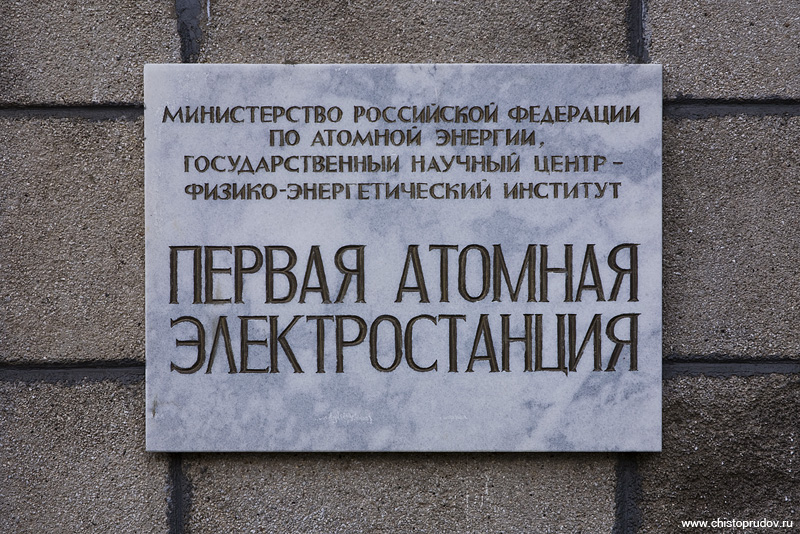 МИНИСТЕРСТВО РОССИЙСКОЙ ФЕДЕРАЦИИ
ПО АТОМНОЙ ЭНЕРГИИ,
ГОСУДАРСТВЕННЫЙ НАУЧНЫЙ ЦЕНТР –
ФИЗИКО-ЭНЕРГЕТИЧЕСКИЙ ИНСТИТУТ
ПЕРВАЯ АТОМНАЯ
ЭЛЕКТРОСТАНЦИЯ
www.chistoprudov.ru